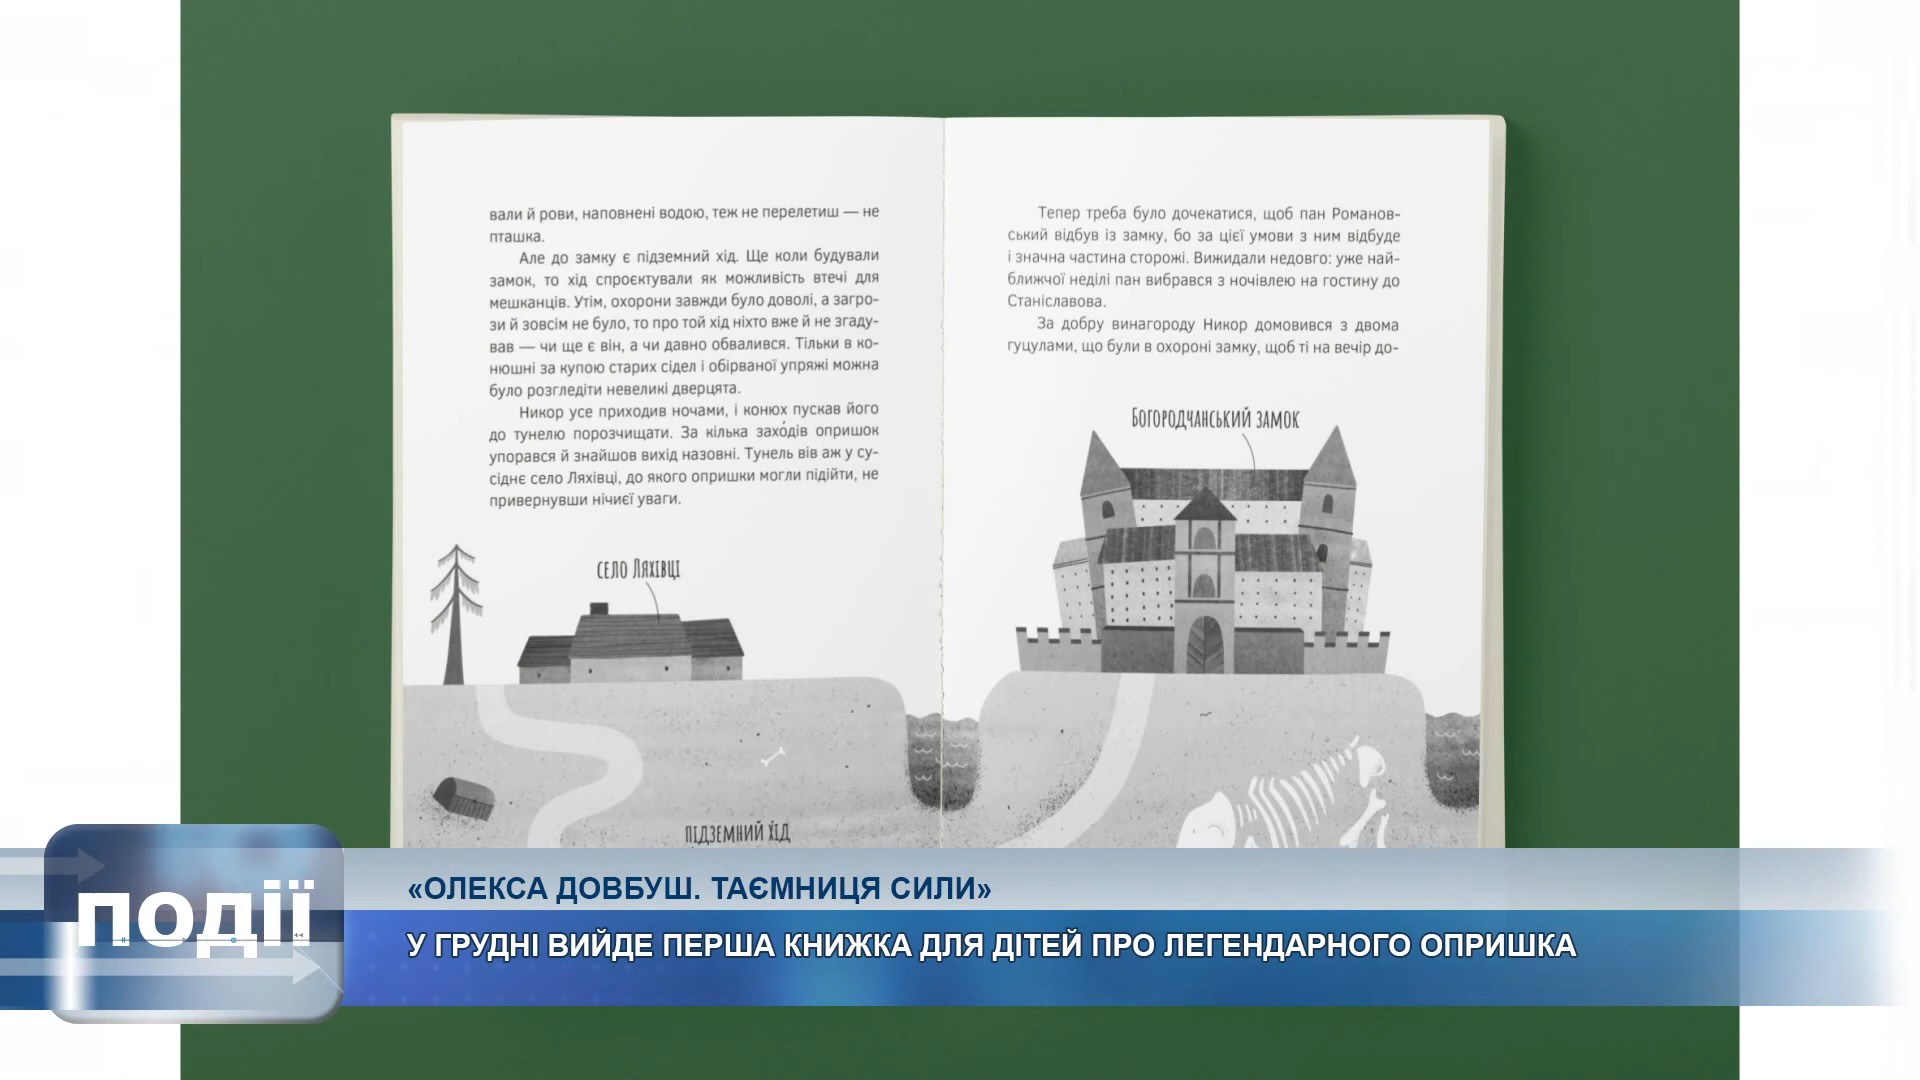 вали й рови, наповнені водою, теж не перелетиш — не
пташка.
Але до замку є підземний хід. Ще коли будували
замок, то хід спроєктували як можливість втечі для
мешканців. Утім, охорони завжди було доволі, а загро-
зи й зовсім не було, то про той хід ніхто вже й не згаду-
вав — чи ще є він, а чи давно обвалився. Тільки в ко-
нюшні за купою старих сідел і обірваної упряжі можна
було розгледіти невеликі дверцята.
Никор усе приходив ночами, і конюх пускав його
до тунелю порозчищати. За кілька захо́дів опришок
упорався й знайшов вихід назовні. Тунель вів аж у су-
сіднє село Ляхівці, до якого опришки могли підійти, не
привернувши нічиєї уваги.
село Ляхівці
підземний хід
Тепер треба було дочекатися, щоб пан Романов-
ський відбув із замку, бо за цієї умови з ним відбуде
і значна частина сторожі. Вижидали недовго: уже най-
ближчої неділі пан вибрався з ночівлею на гостину до
Станіславова.
За добру винагороду Никор домовився з двома
гуцулами, що були в охороні замку, щоб ті на вечір до-
Богородчанський замок
події
«ОЛЕКСА ДОВБУШ. ТАЄМНИЦЯ СИЛИ»
У ГРУДНІ ВИЙДЕ ПЕРША КНИЖКА ДЛЯ ДІТЕЙ ПРО ЛЕГЕНДАРНОГО ОПРИШКА